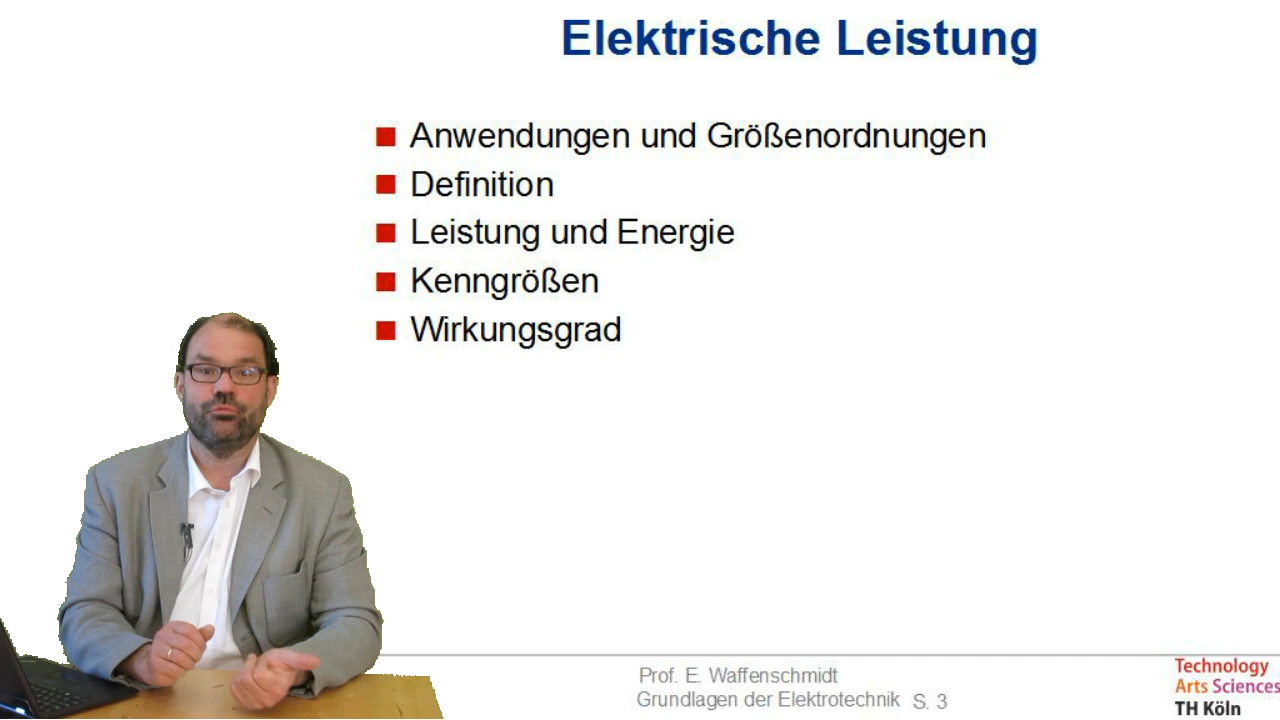 Elektrische Leistung
Anwendungen und Größenordnungen
Definition
Leistung und Energie
Kenngrößen
Wirkungsgrad
Prof. E. Waffenschmidt
Grundlagen der Elektrotechnik S. 3
Technology
Arts Sciences
TH Köln